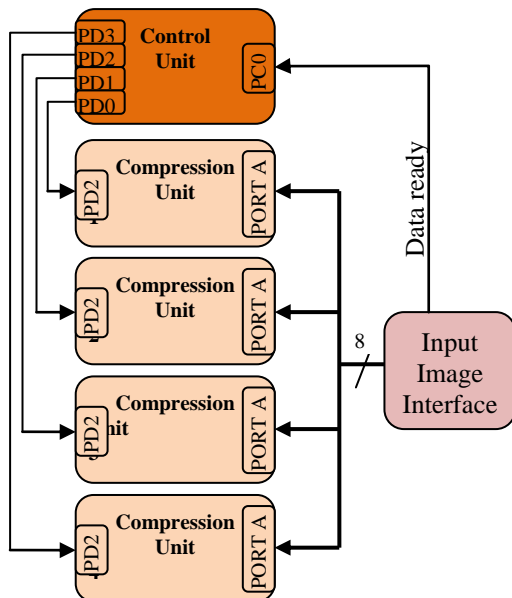 PD3
PD2
PD1
PD0
Control
Unit
PC0
Data ready
Compression
Unit
PD2
PORT A
Compression
Unit
PD2
PORT A
8
Input
Image
Interface
Compression
Unit
PD2
PORT A
Compression
Unit
PD2
PORT A